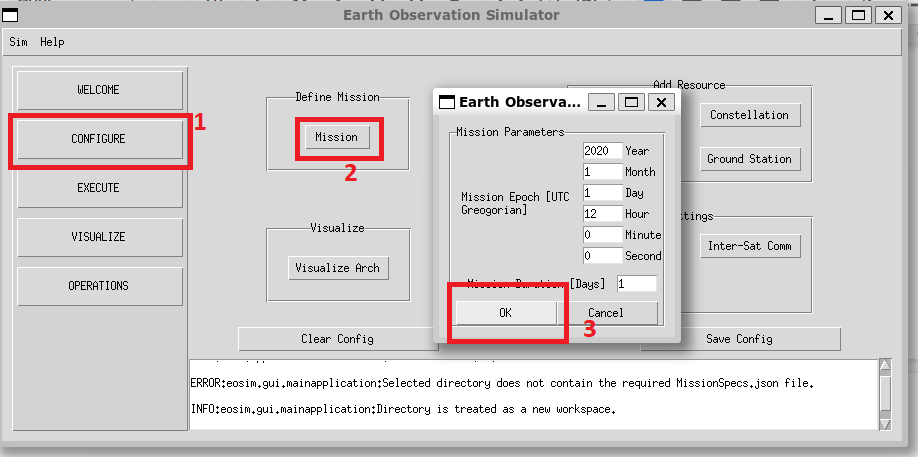 Earth Observation Simulator
Sim Help
WELCOME
CONFIGURE
1
EXECUTE
VISUALIZE
OPERATIONS
Define Mission
Mission
2
Visualize
Visualize Arch
Add Resource
Constellation
Ground Station
ttings
Inter-Sat Comm
Earth Observa...
Mission Parameters
Mission Epoch [UTC
Greogorian]
2020 Year
1 Month
1 Day
12 Hour
0 Minute
0 Second
Mission Duration [Days] 1
OK
Cancel
3
Clear Config
Save Config
ERROR:eosim.gui.mainapplication:Selected directory does not contain the required MissionSpecs.json file.
INFO:eosim.gui.mainapplication:Directory is treated as a new workspace.